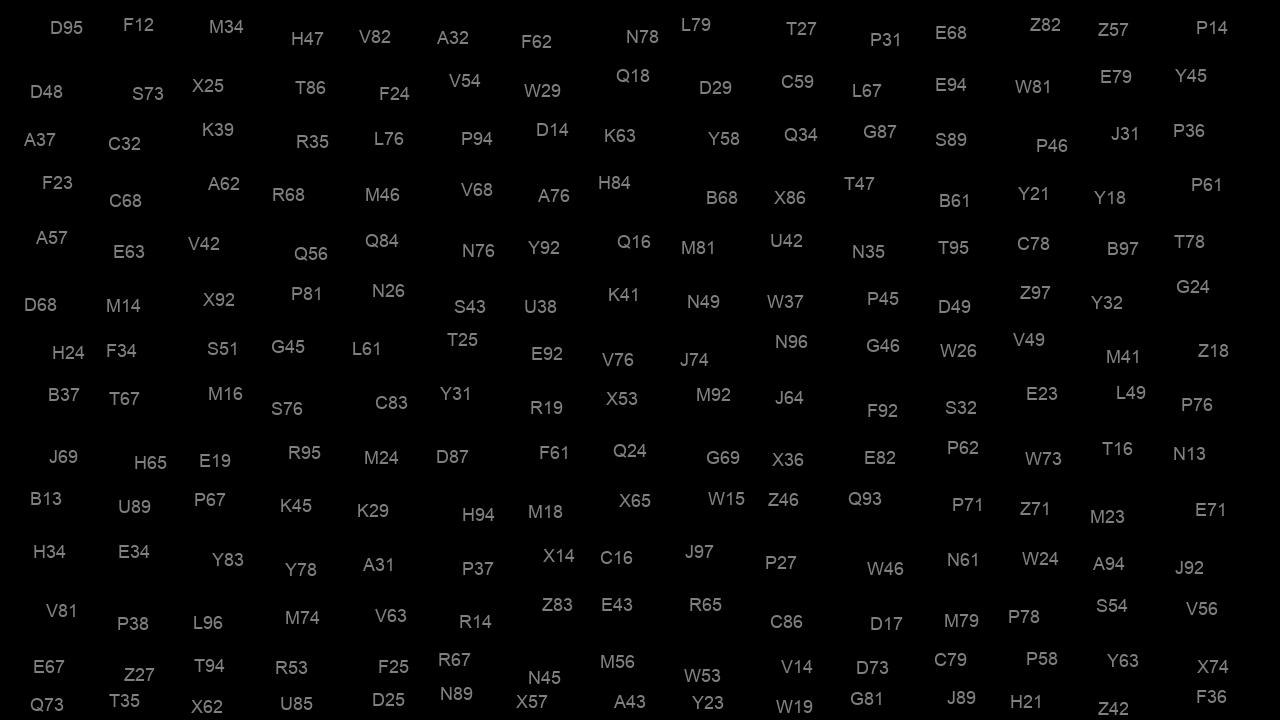 D95 F12 M34 H47 V82 A32 F62 N78 L79 T27 P31 E68 Z82 Z57 P14
D48 S73 X25 T86 F24 V54 W29 Q18 D29 C59 L67 E94 W81 E79 Y45
A37 C32 K39 R35 L76 P94 D14 K63 Y58 Q34 G87 S89 P46 J31 P36
F23 C68 A62 R68 M46 V68 A76 H84 B68 X86 T47 B61 Y21 Y18 P61
A57 E63 V42 Q56 Q84 N76 Y92 Q16 M81 U42 N35 T95 C78 B97 T78
D68 M14 X92 P81 N26 S43 U38 K41 N49 W37 P45 D49 Z97 Y32 G24
H24 F34 S51 G45 L61 T25 E92 V76 J74 N96 G46 W26 V49 M41 Z18
B37 T67 M16 S76 C83 Y31 R19 X53 M92 J64 F92 S32 E23 L49 P76
J69 H65 E19 R95 M24 D87 F61 Q24 G69 X36 E82 P62 W73 T16 N13
B13 U89 P67 K45 K29 H94 M18 X65 W15 Z46 Q93 P71 Z71 M23 E71
H34 E34 Y83 Y78 A31 P37 X14 C16 J97 P27 W46 N61 W24 A94 J92
V81 P38 L96 M74 V63 R14 Z83 E43 R65 C86 D17 M79 P78 S54 V56
E67 Z27 T94 R53 F25 R67 N45 M56 W53 V14 D73 C79 P58 Y63 X74
Q73 T35 X62 U85 D25 N89 X57 A43 Y23 W19 G81 J89 H21 Z42 F36